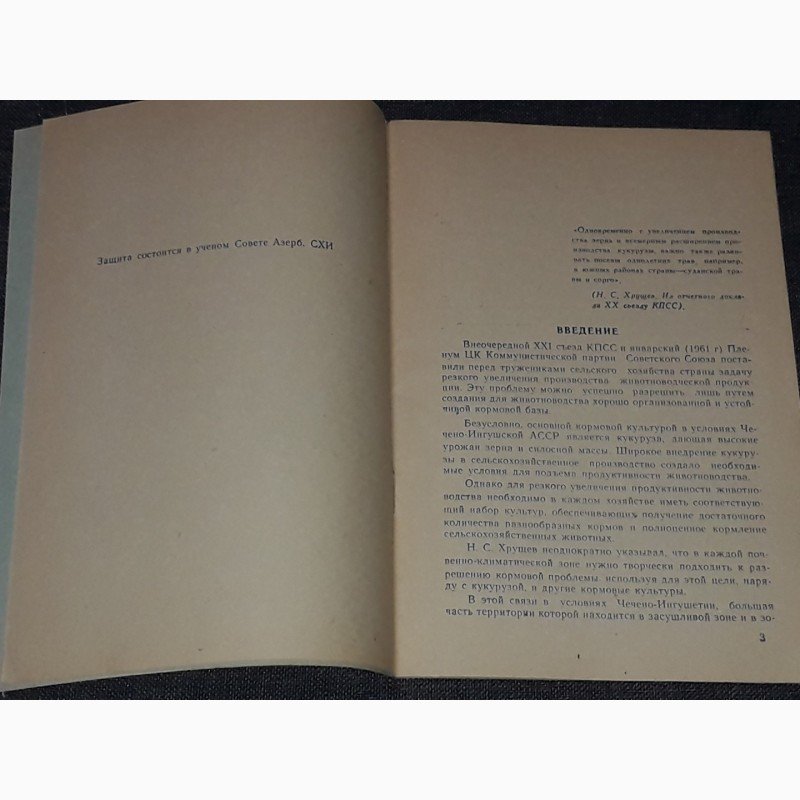 Защита состоится в ученом Совете Азерб. СХИ
«Одновременно с увеличением производ-
ства зерна и всемерным расширением про-
изводства кукурузы, важно также разви-
вать посевы однолетних трав, например,
в южных районах страны—суданской тра-
вы и сорго».
(Н. С. Хрущев. Из отчетного докла-
да XX съезду КПСС).
ВВЕДЕНИЕ
Внеочередной XXI съезд КПСС и январский (1961 г) Пле-
нум ЦК Коммунистической партии Советского Союза поста-
вили перед тружениками сельского хозяйства страны задачу
резкого увеличения производства животноводческой продук-
ции. Эту проблему можно успешно разрешить лишь путем
создания для животноводства хорошо организованной и устой-
чивой кормовой базы.
Безусловно, основной кормовой культурой в условиях Че-
чено-Ингушской АССР является кукуруза, дающая высокие
урожаи зерна и силосной массы. Широкое внедрение кукуру-
зы в сельскохозяйственное производство создало необходи-
мые условия для подъема продуктивности животноводства.
Однако для резкого увеличения продуктивности животно-
водства необходимо в каждом хозяйстве иметь соответствую-
щий набор культур, обеспечивающих получение достаточного
количества разнообразных кормов и полноценное кормление
сельскохозяйственных животных.
Н. С. Хрущев неоднократно указывал, что в каждой поч-
венно-климатической зоне нужно творчески подходить к раз-
решению кормовой проблемы, используя для этой цели, наря-
ду с кукурузой, и другие кормовые культуры.
В этой связи в условиях Чечено-Ингушетии, большая
часть территории которой находится в засушливой зоне и в зо-
3